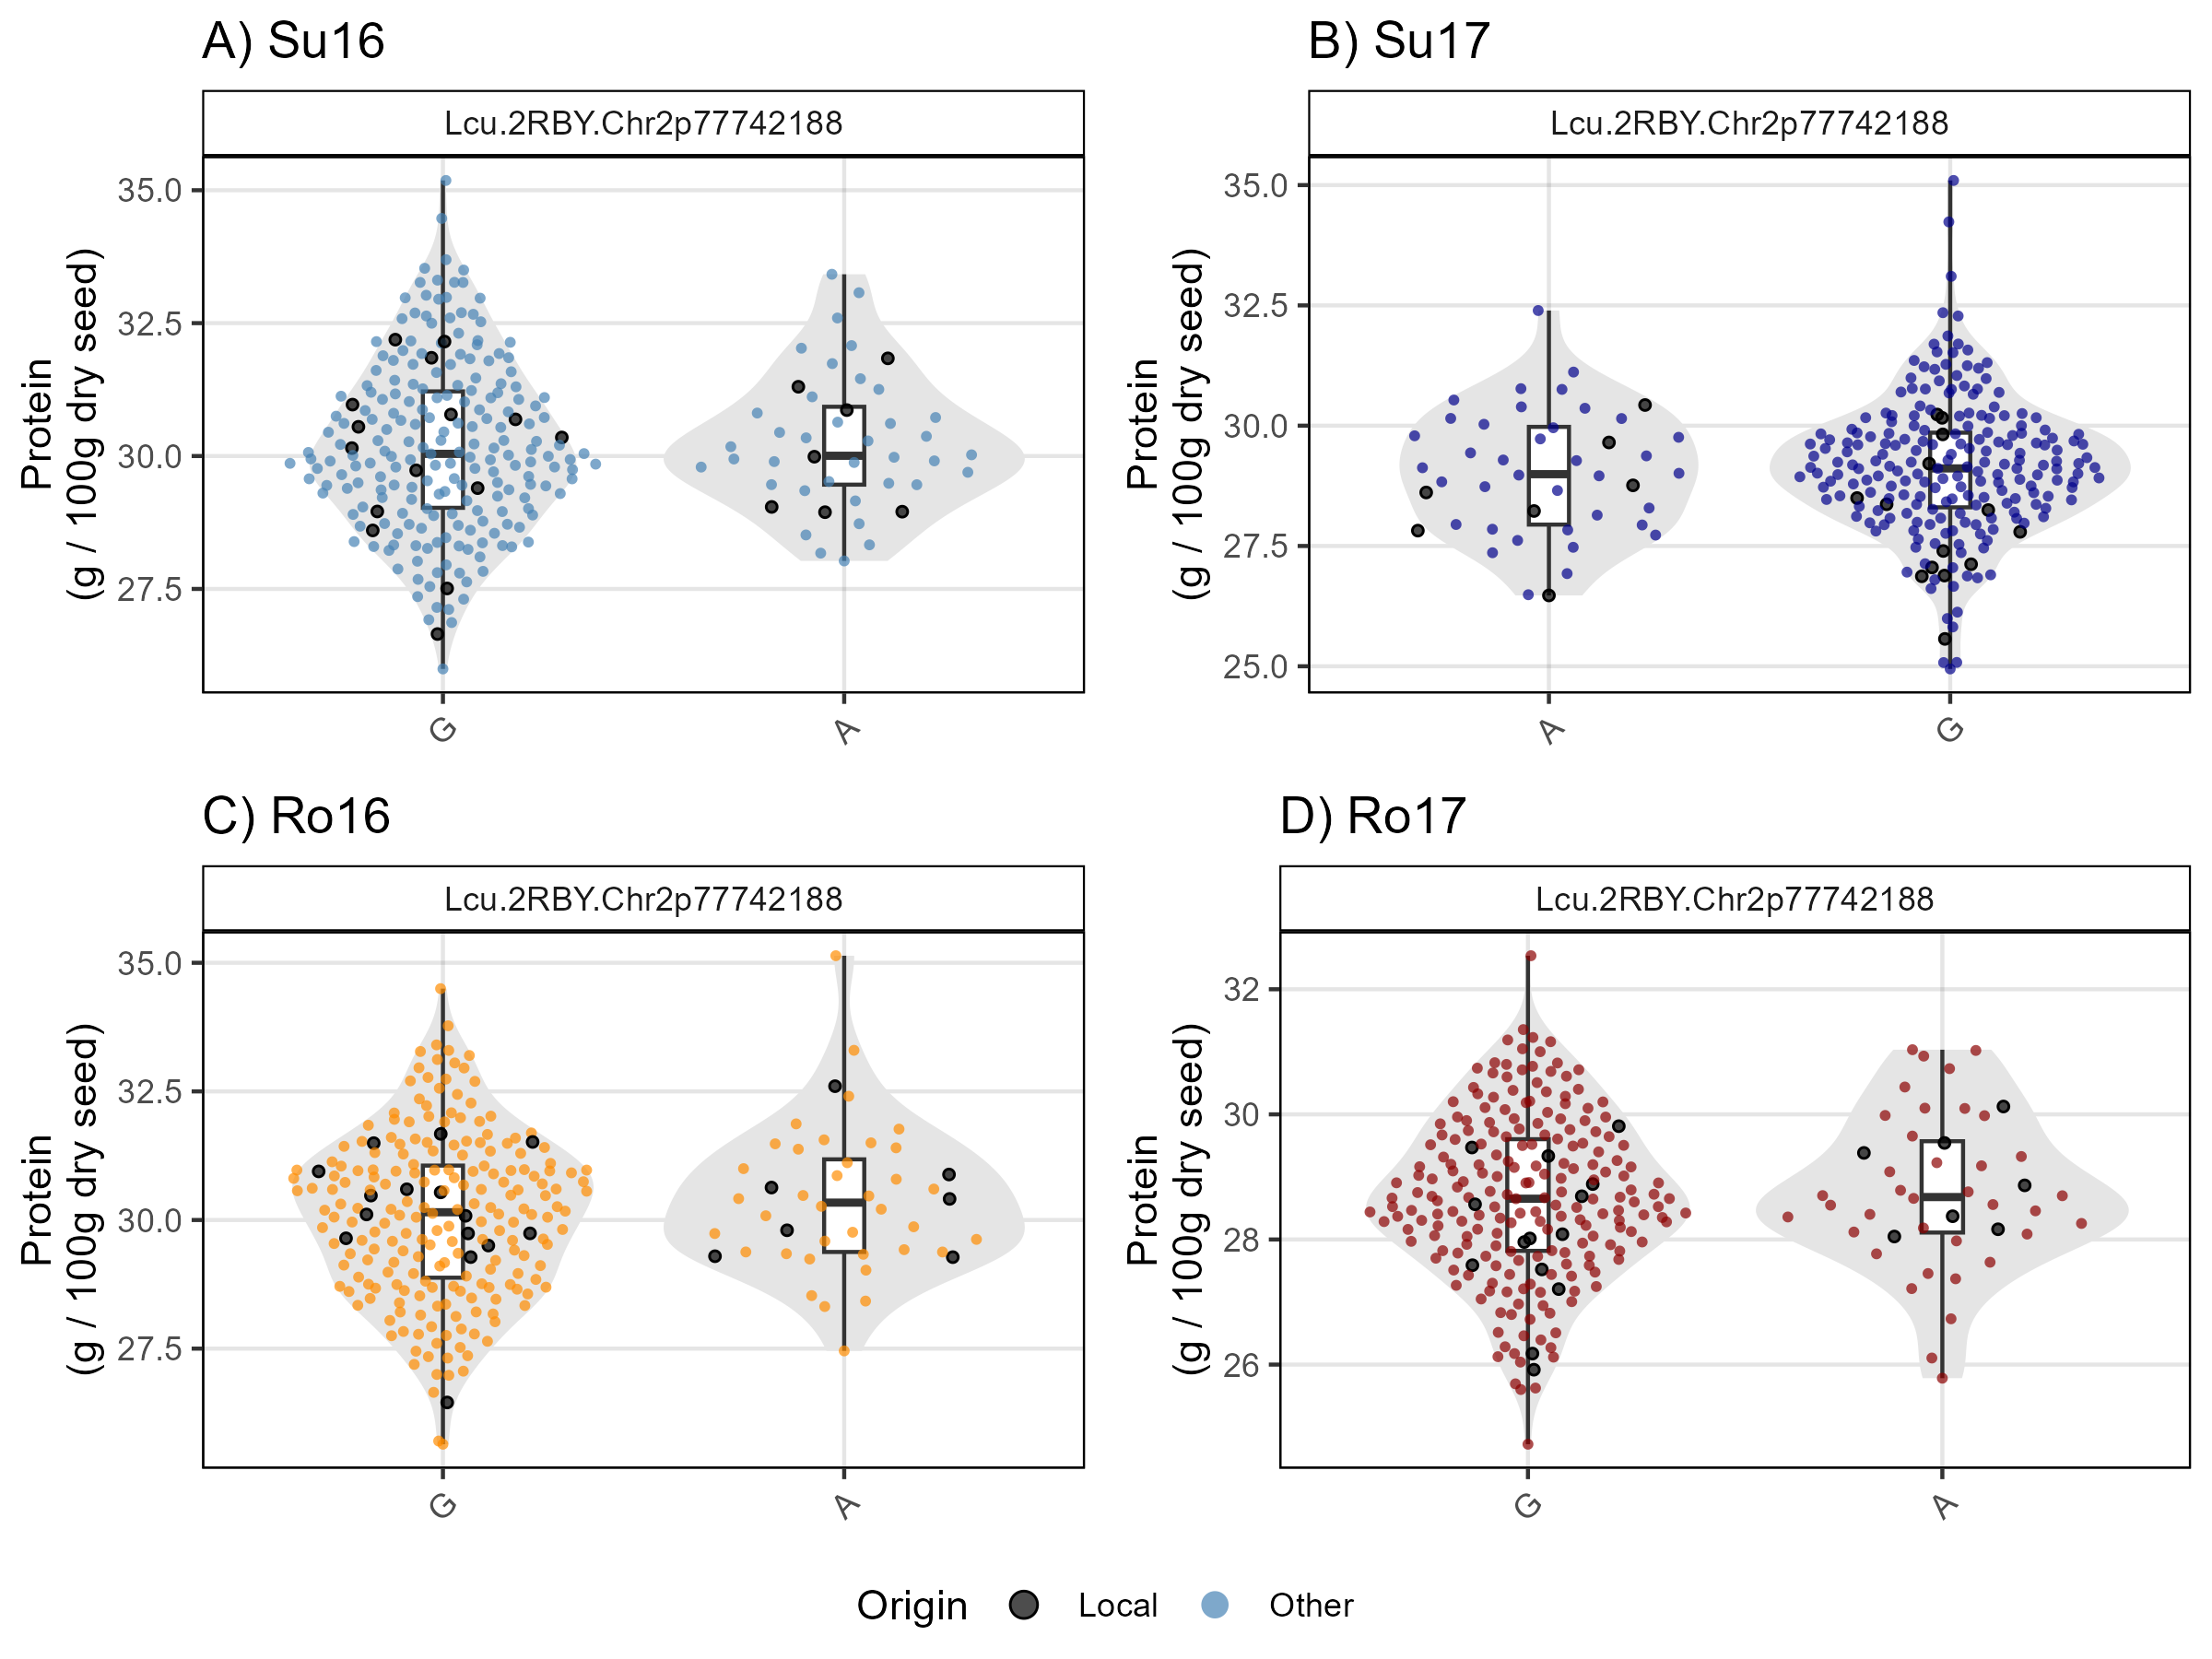 A) Su16
Lcu.2RBY.Chr2p77742188
Protein
(g / 100g dry seed)
35.0
32.5
30.0
27.5
G
A
B) Su17
Lcu.2RBY.Chr2p77742188
Protein
(g / 100g dry seed)
35.0
32.5
30.0
27.5
25.0
A
G
C) Ro16
Lcu.2RBY.Chr2p77742188
Protein
(g / 100g dry seed)
35.0
32.5
30.0
27.5
G
A
D) Ro17
Lcu.2RBY.Chr2p77742188
Protein
(g / 100g dry seed)
32
30
28
26
G
A
Origin Local Other